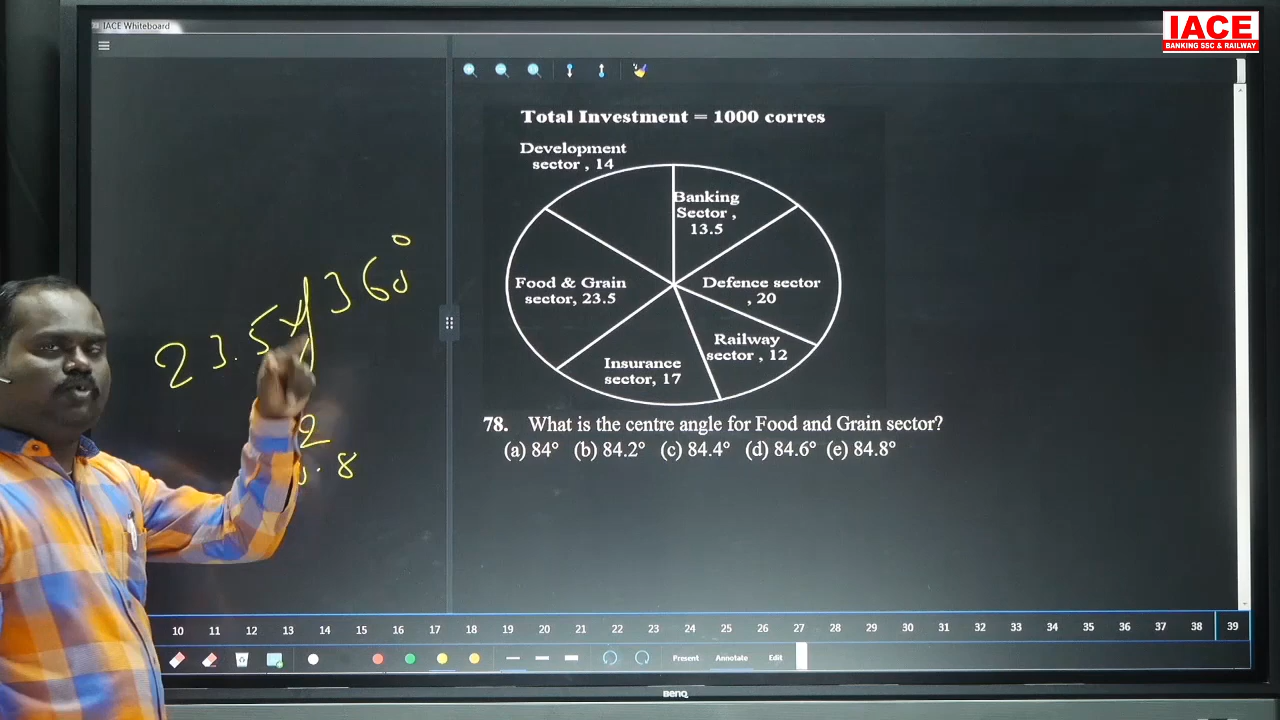 IACE Whiteboard
IACE
BANKING SSC & RAILWAY
Total Investment = 1000 corres
Development
sector , 14
Banking
Sector ,
13.5
Food & Grain
sector, 23.5
Defence sector
, 20
Railway
sector , 12
Insurance
sector, 17
23.5 360°
2
.8
78. What is the centre angle for Food and Grain sector?
(a) 84° (b) 84.2° (c) 84.4° (d) 84.6° (e) 84.8°
10 11 12 13 14 15 16 17 18 19 20 21 22 23 24 25 26 27 28 29 30 31 32 33 34 35 36 37 38 39
Present Annotate Edit
BenQ